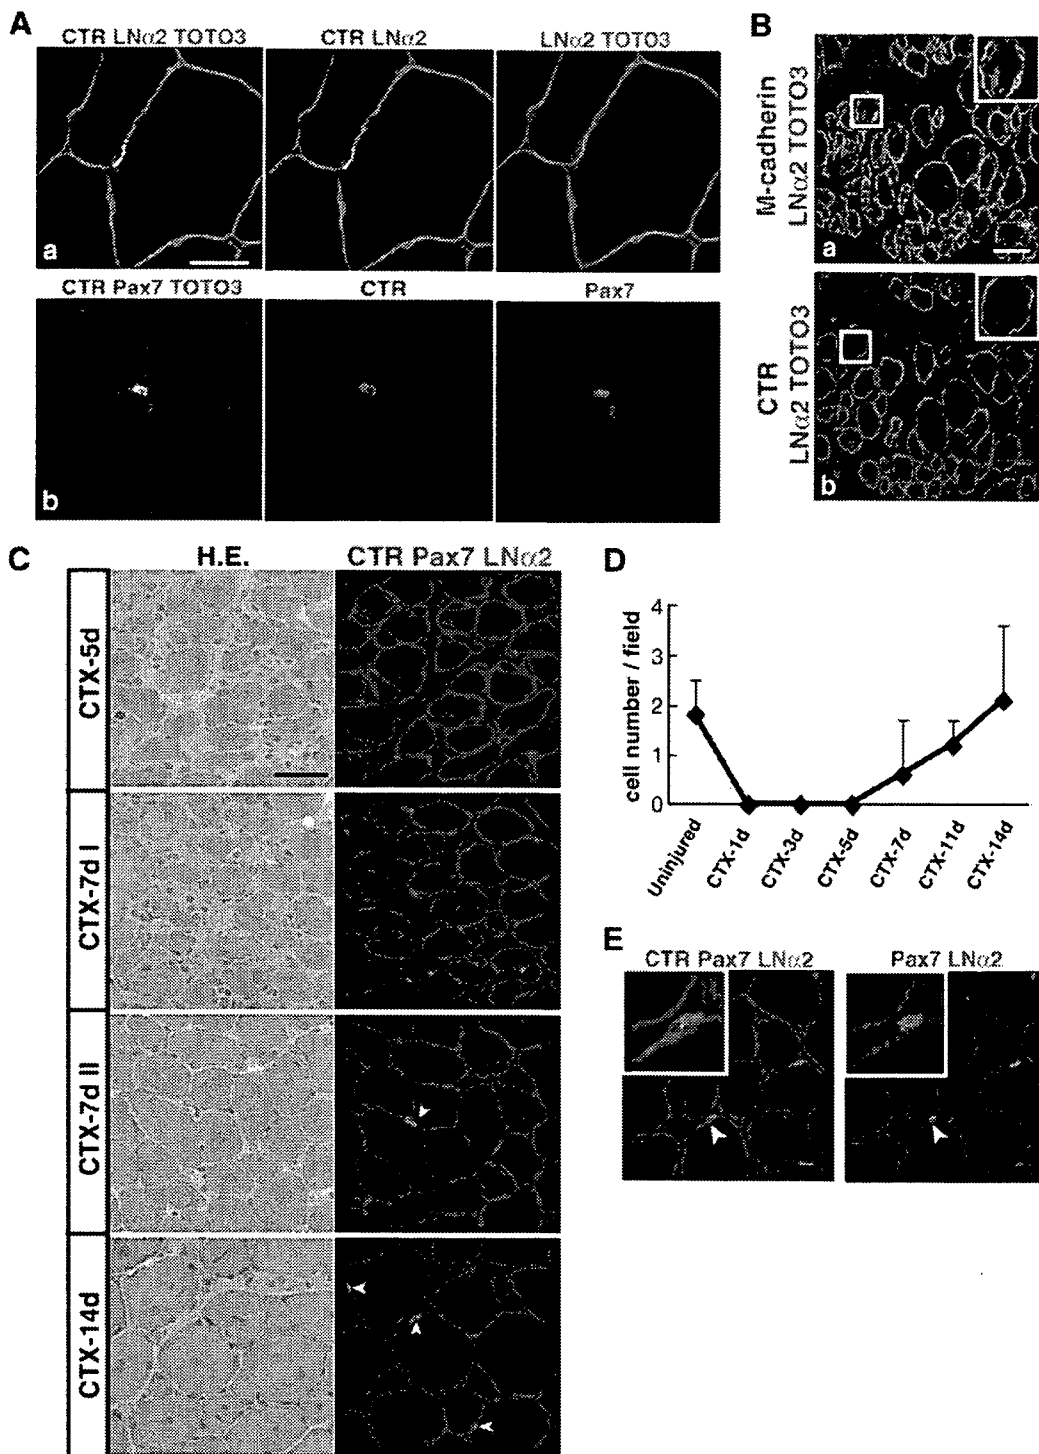 A
CTR LNα2 TOTO3
CTR LNα2
LNα2 TOTO3
a
CTR Pax7 TOTO3
CTR
Pax7
b
B
M-cadherin
LNα2 TOTO3
a
CTR
LNα2 TOTO3
b
C
H.E.
CTR Pax7 LNα2
CTX-5d
CTX-7d I
CTX-7d II
CTX-14d
D
cell number / field
4
3
2
1
0
Uninjured
CTX-1d
CTX-3d
CTX-5d
CTX-7d
CTX-11d
CTX-14d
E
CTR Pax7 LNα2
Pax7 LNα2